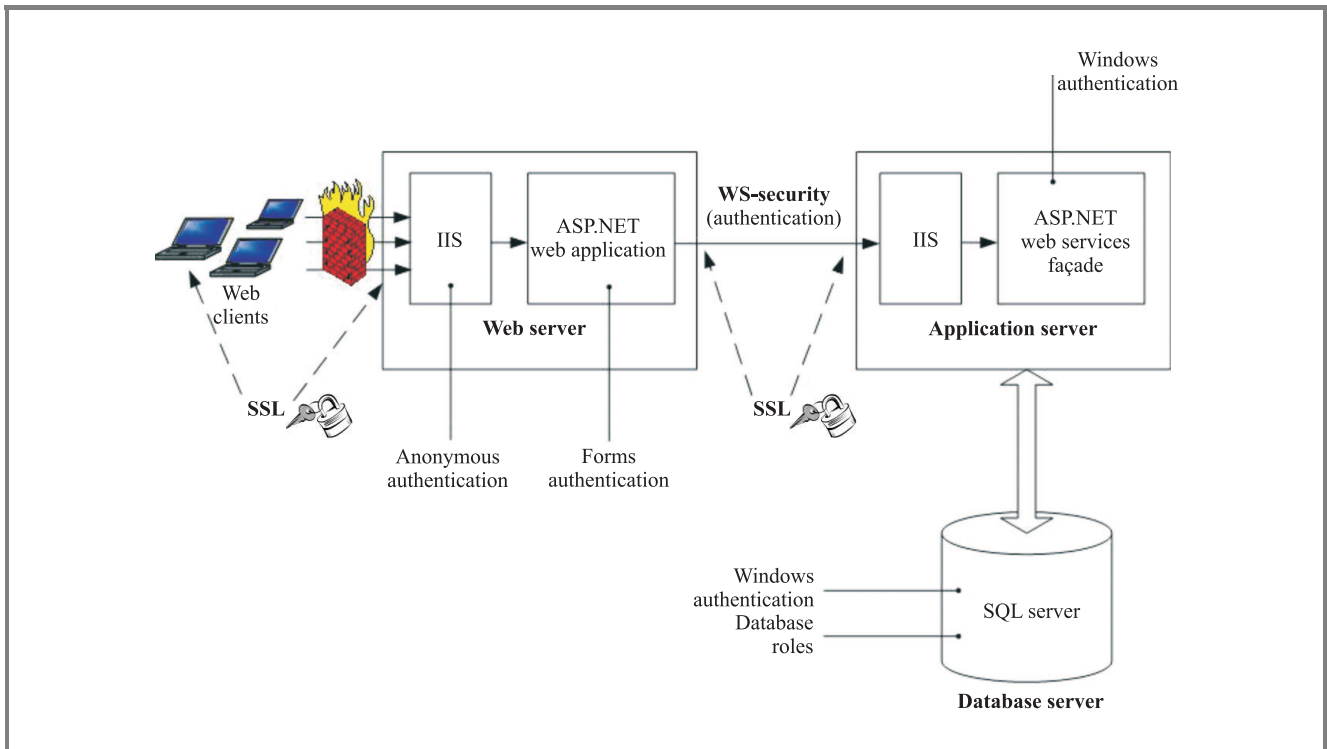 Windows
authentication
WS-security
(authentication)
IIS
ASP.NET
web application
IIS
ASP.NET
web services
façade
Web
clients
Web server
Application server
SSL
SSL
Anonymous
authentication
Forms
authentication
Windows
authentication
Database
roles
SQL server
Database server